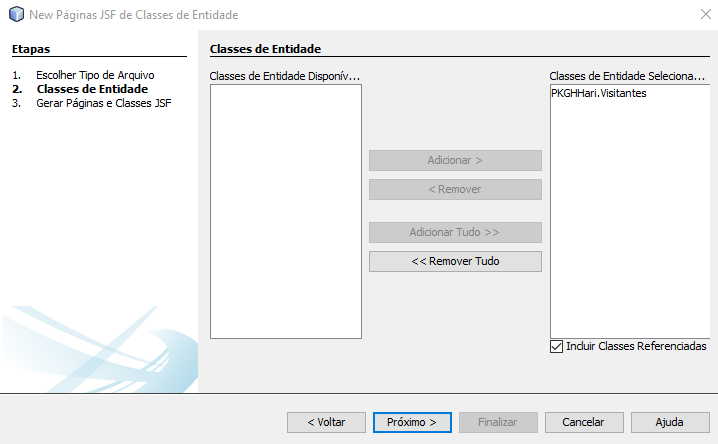 New Páginas JSF de Classes de Entidade
Etapas
1. Escolher Tipo de Arquivo
2. Classes de Entidade
3. Gerar Páginas e Classes JSF
Classes de Entidade
Classes de Entidade Disponív...
Classes de Entidade Seleciona...
PKGHHari.Visitantes
Adicionar >
< Remover
Adicionar Tudo >>
<< Remover Tudo
Incluir Classes Referenciadas
< Voltar
Próximo >
Finalizar
Cancelar
Ajuda